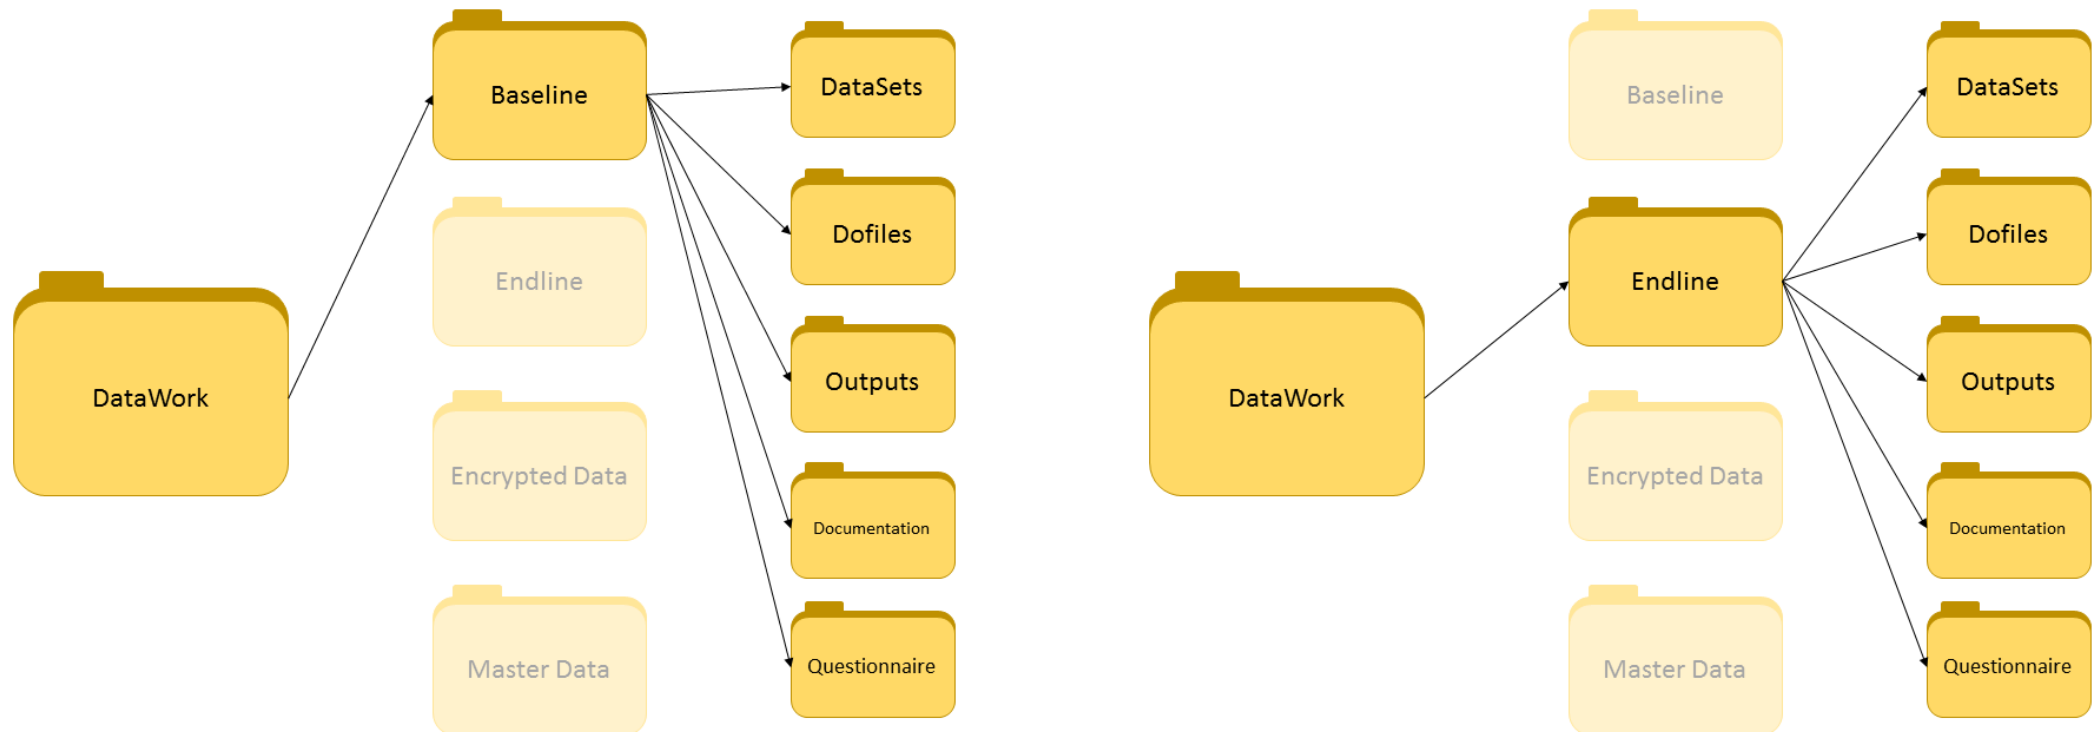 DataWork
Baseline
Endline
Encrypted Data
Master Data
DataSets
Dofiles
Outputs
Documentation
Questionnaire
DataWork
Baseline
Endline
Encrypted Data
Master Data
DataSets
Dofiles
Outputs
Documentation
Questionnaire